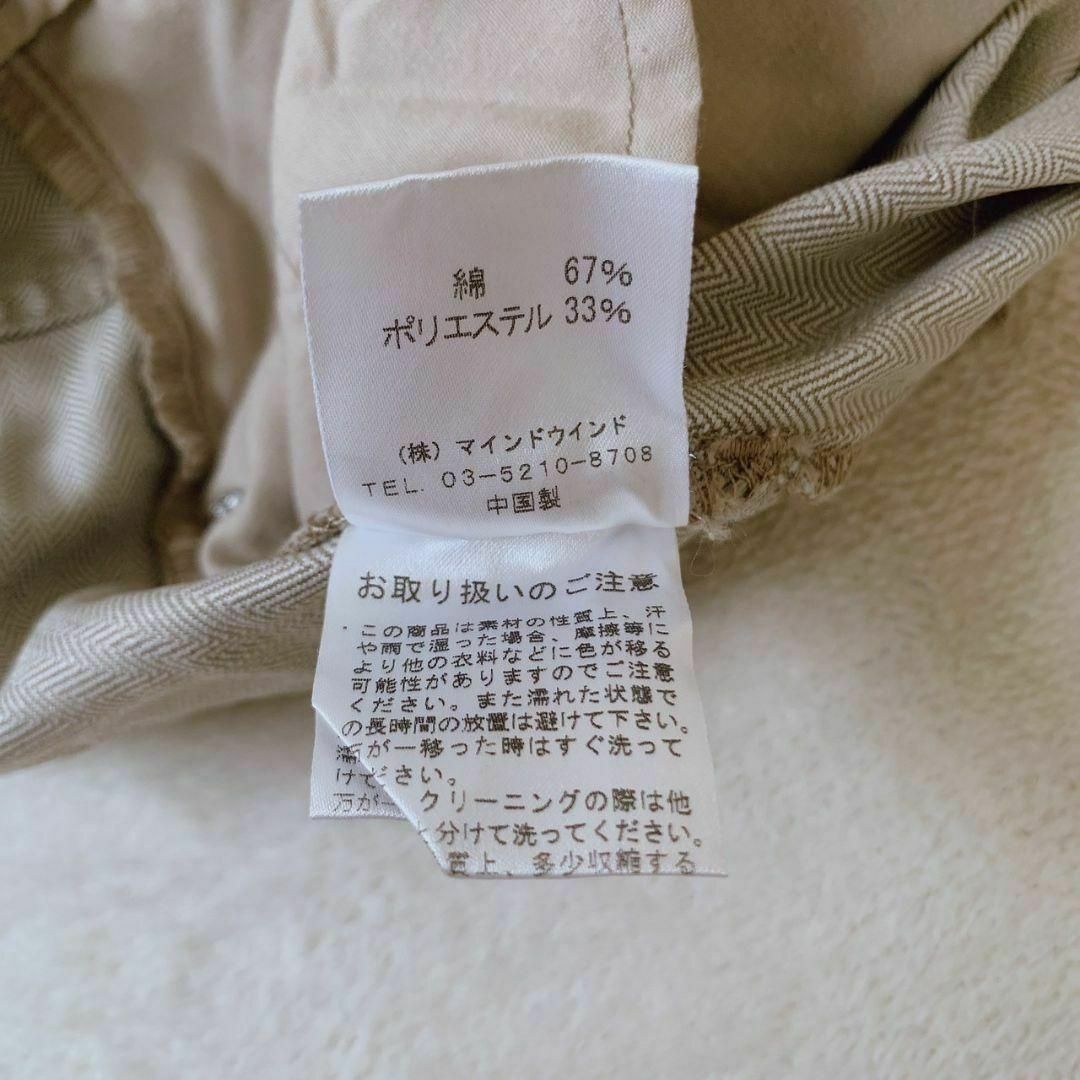 綿 67%
ポリエステル 33%
(株) マインドウインド
TEL. 03-5210-8708
中国製
お取り扱いのご注意
・この商品は素材の性質上、汗
や雨で湿った場合、摩擦等に
より他の衣料などに色が移る
可能性がありますのでご注意
ください。また濡れた状態で
の長時間の放置は避けて下さい。
万が一移った時はすぐ洗って
ください。
クリーニングの際は他
分けて洗ってください。
質上、多少収縮する